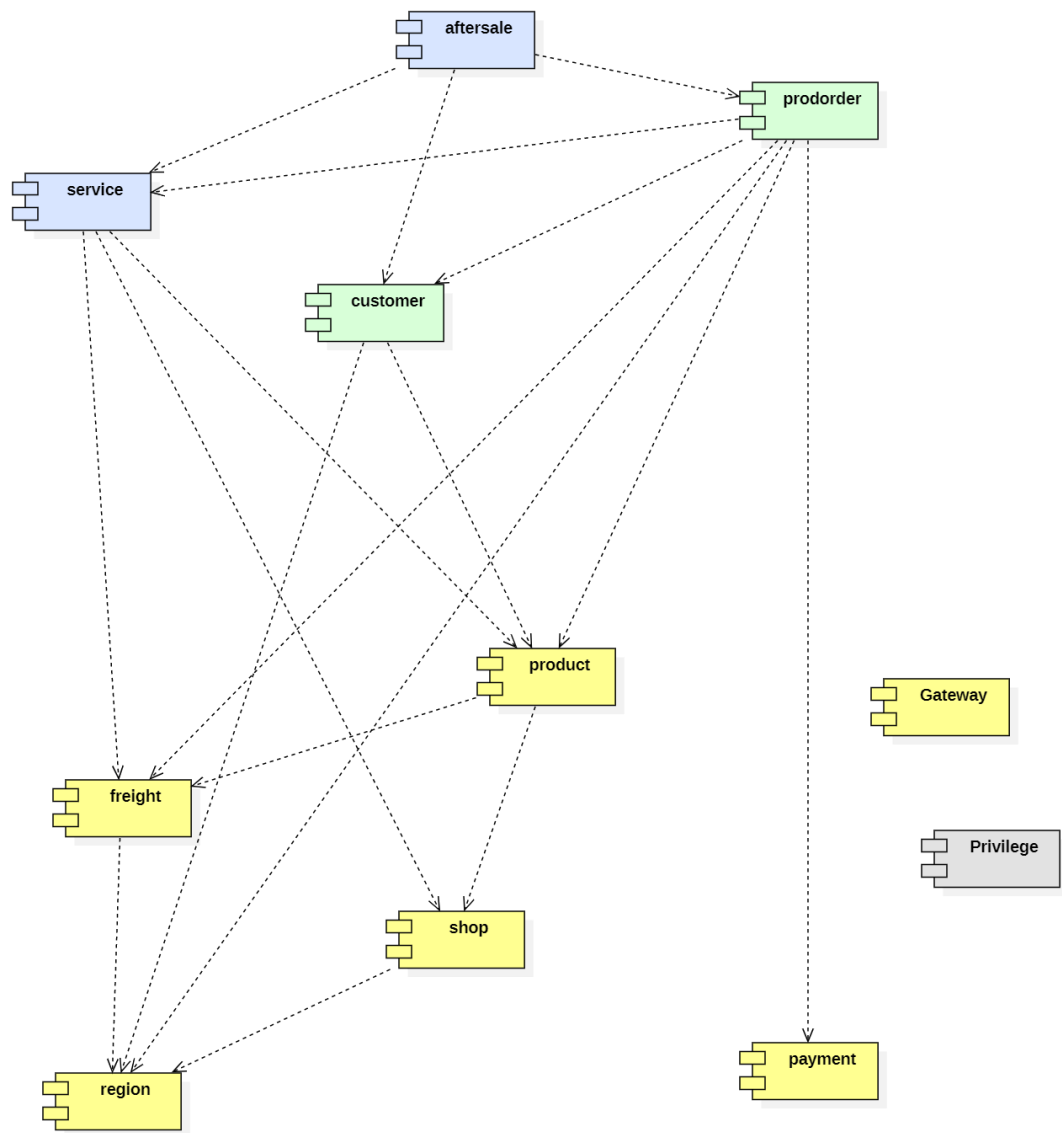 aftersale
prodorder
service
customer
product
Gateway
freight
Privilege
shop
payment
region